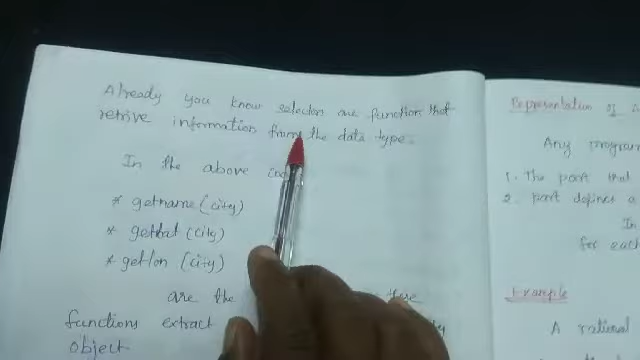 Already you know selectors are function that
retrive information from the data type.
In the above
* getname (city)
* getlat (city)
* getlon (city)
are the
functions extract
object
Representation of
Any program
1. The part that
2. part defines a
In
for each
Example
A rational